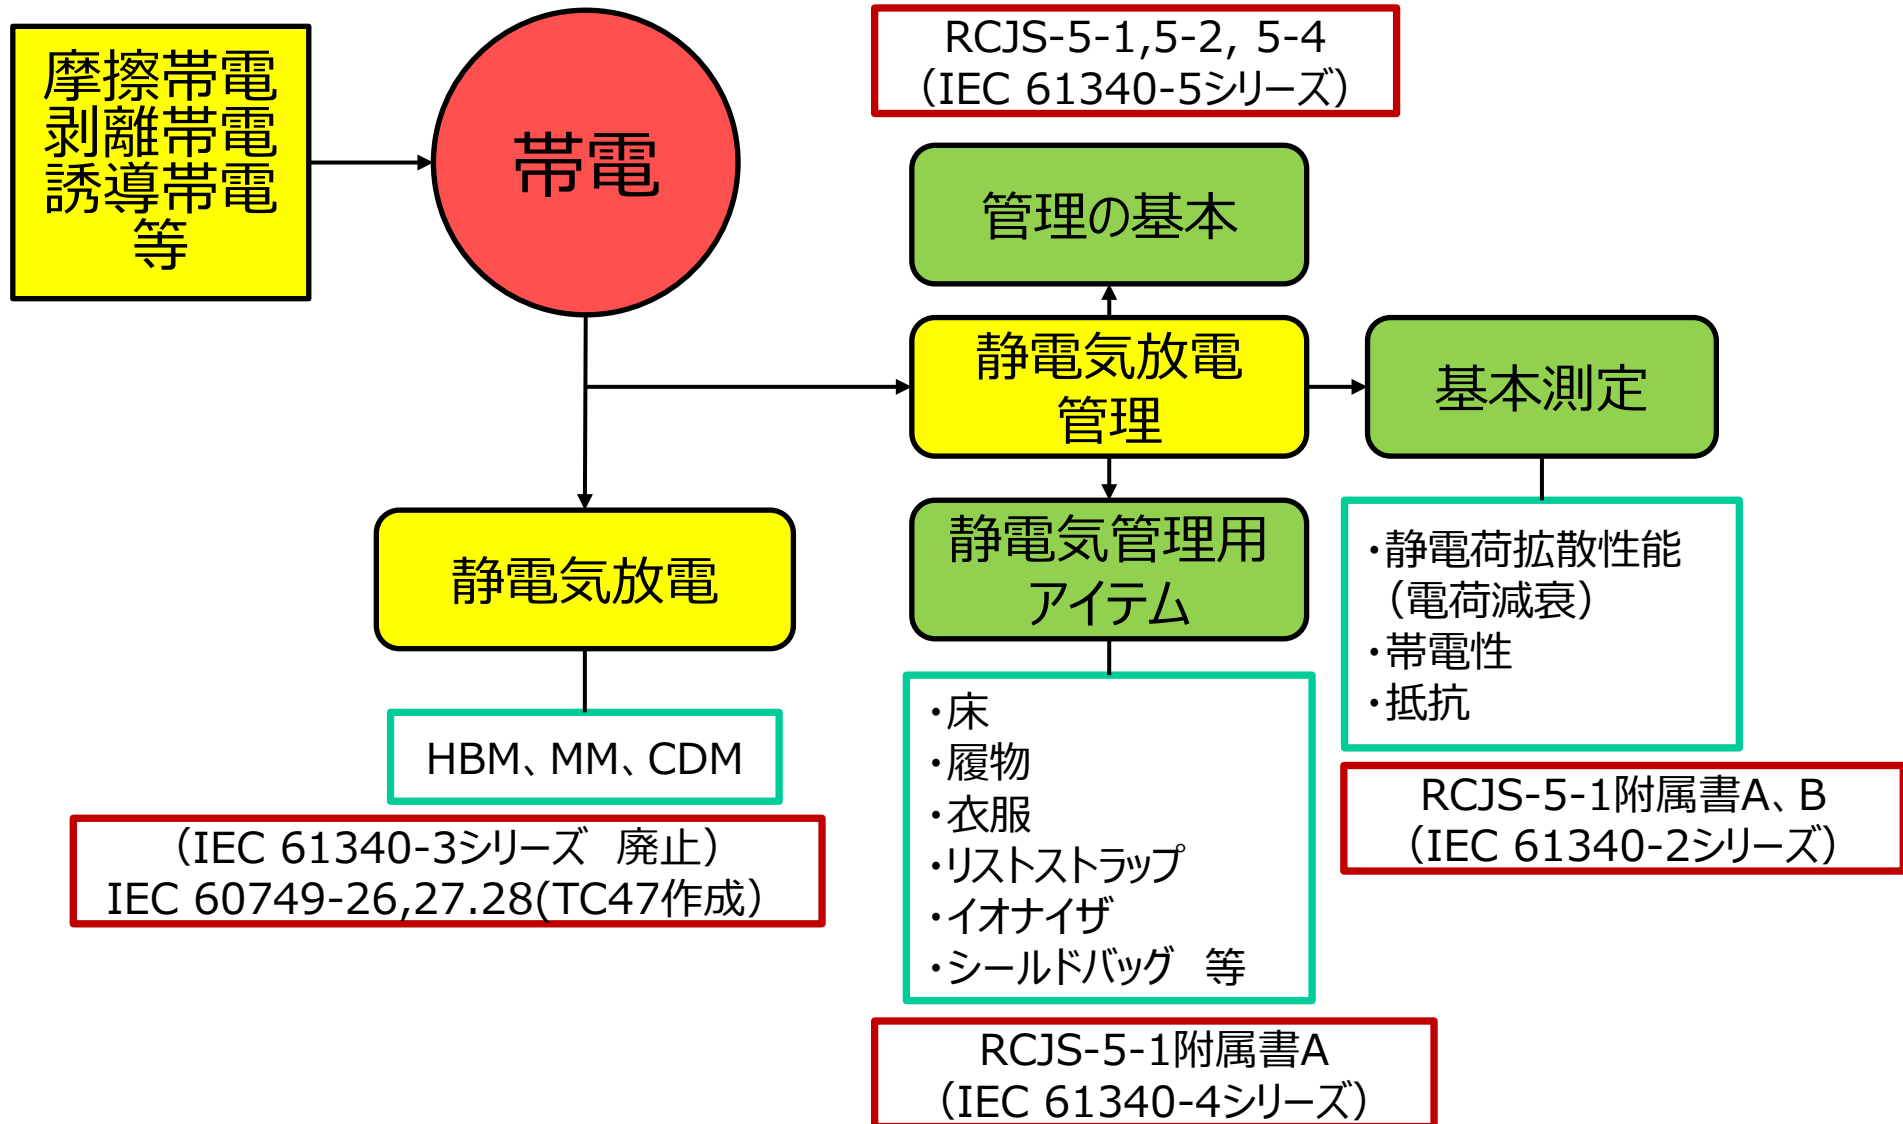 摩擦帯電
剥離帯電
誘導帯電
等
帯電
RCJS-5-1,5-2, 5-4
（IEC 61340-5シリーズ）
管理の基本
静電気放電
管理
基本測定
静電気管理用
アイテム
静電気放電
・静電荷拡散性能
（電荷減衰）
・帯電性
・抵抗
HBM、MM、CDM
・床
・履物
・衣服
・リストストラップ
・イオナイザ
・シールドバッグ　等
RCJS-5-1附属書A、B
（IEC 61340-2シリーズ）
（IEC 61340-3シリーズ　廃止）
IEC 60749-26,27.28(TC47作成）
RCJS-5-1附属書A
（IEC 61340-4シリーズ）